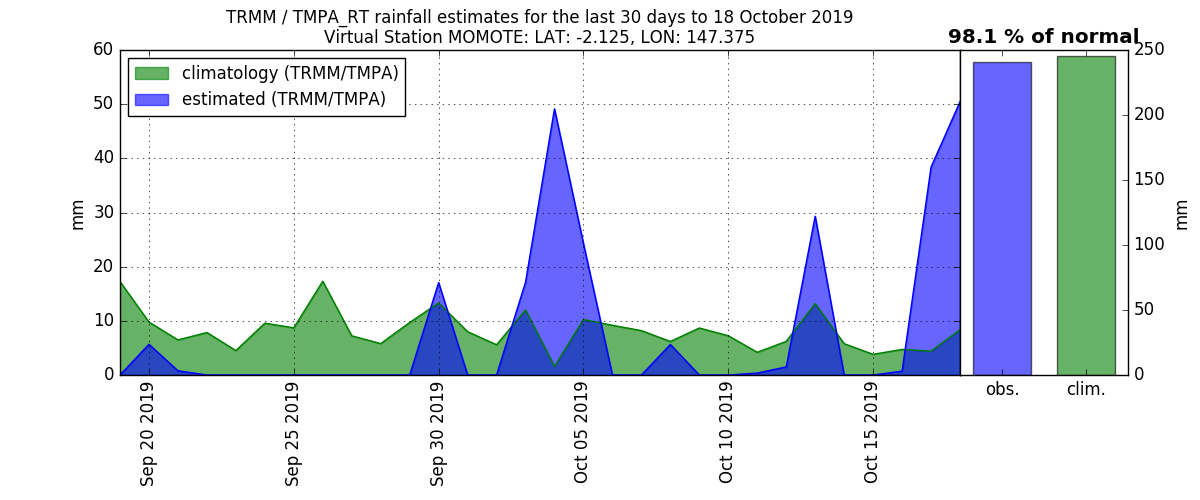 TRMM / TMPA_RT rainfall estimates for the last 30 days to 18 October 2019
Virtual Station MOMOTE: LAT: -2.125, LON: 147.375
98.1 % of normal
climatology (TRMM/TMPA)
estimated (TRMM/TMPA)
60
50
40
30
20
10
0
mm
Sep 20 2019
Sep 25 2019
Sep 30 2019
Oct 05 2019
Oct 10 2019
Oct 15 2019
250
200
150
100
50
0
mm
obs.
clim.